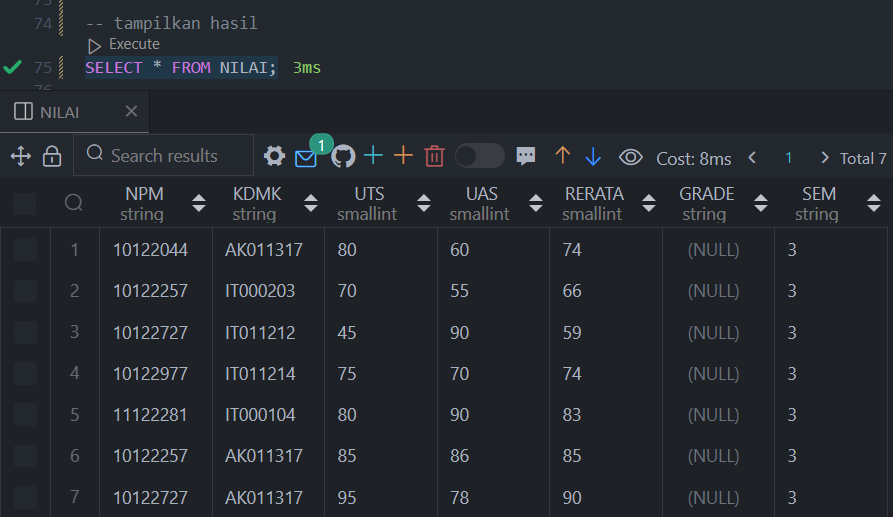 74 -- tampilkan hasil
Execute
75 SELECT * FROM NILAI; 3ms
NILAI
Search results 1 Cost: 8ms 1 Total 7
NPM KDMK UTS UAS RERATA GRADE SEM
string string smallint smallint smallint string string
1 10122044 AK011317 80 60 74 (NULL) 3
2 10122257 IT000203 70 55 66 (NULL) 3
3 10122727 IT011212 45 90 59 (NULL) 3
4 10122977 IT011214 75 70 74 (NULL) 3
5 11122281 IT000104 80 90 83 (NULL) 3
6 10122257 AK011317 85 86 85 (NULL) 3
7 10122727 AK011317 95 78 90 (NULL) 3